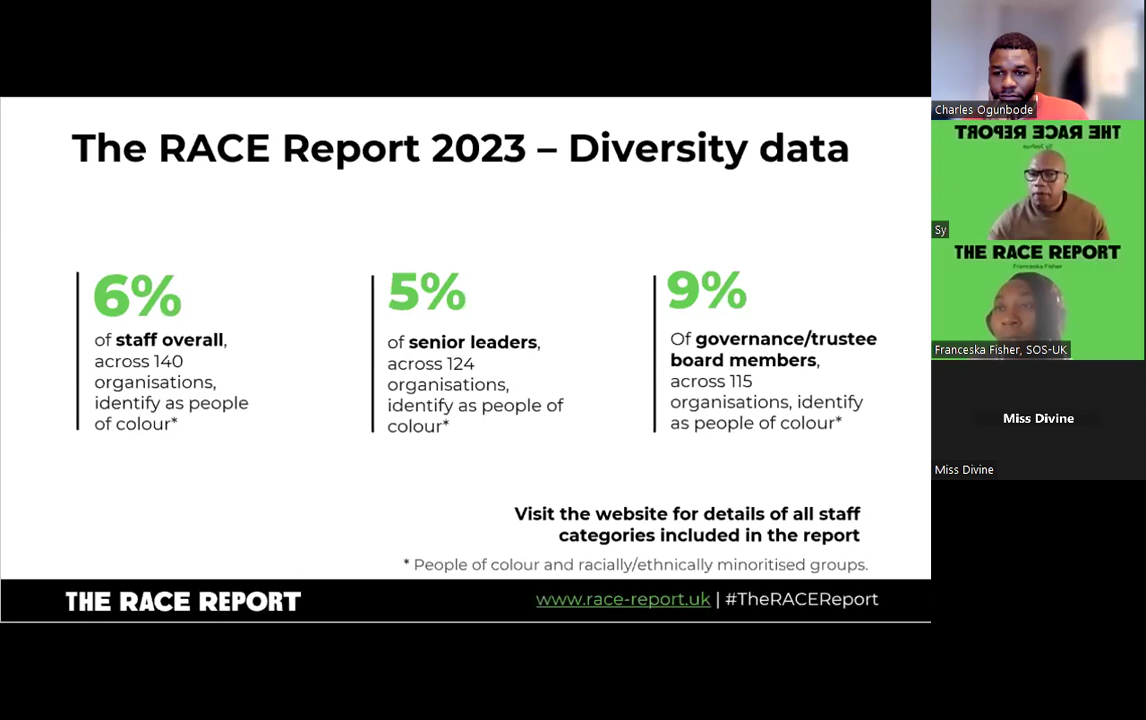 The RACE Report 2023 – Diversity data
6%
of staff overall,
across 140
organisations,
identify as people
of colour*
5%
of senior leaders,
across 124
organisations,
identify as people of
colour*
9%
Of governance/trustee
board members,
across 115
organisations, identify
as people of colour*
Visit the website for details of all staff
categories included in the report
* People of colour and racially/ethnically minoritised groups.
THE RACE REPORT
www.race-report.uk | #TheRACEReport
Charles Ogunbode
THE RACE REPORT
Sy
THE RACE REPORT
Franceska Fisher
Franceska Fisher, SOS-UK
Miss Divine
Miss Divine